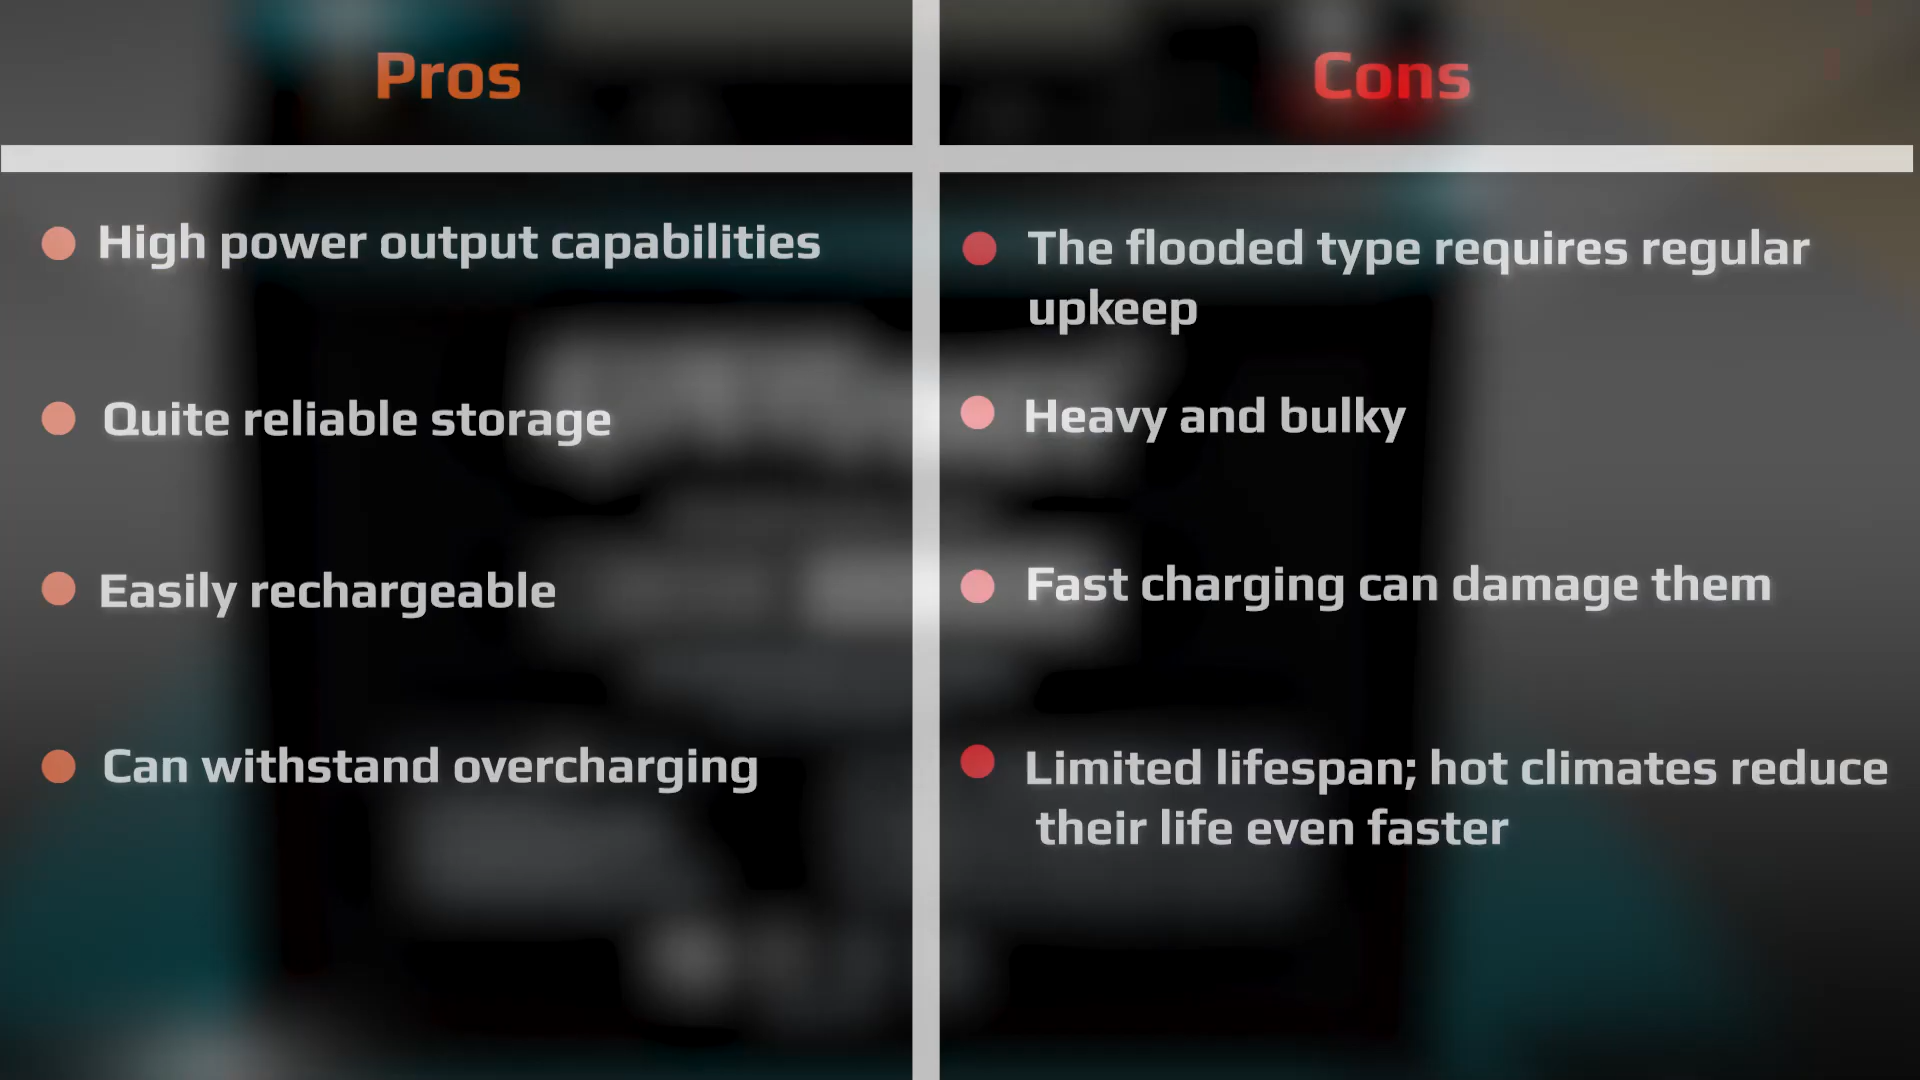 Pros
High power output capabilities
Quite reliable storage
Easily rechargeable
Can withstand overcharging
Cons
The flooded type requires regular
upkeep
Heavy and bulky
Fast charging can damage them
Limited lifespan; hot climates reduce
their life even faster